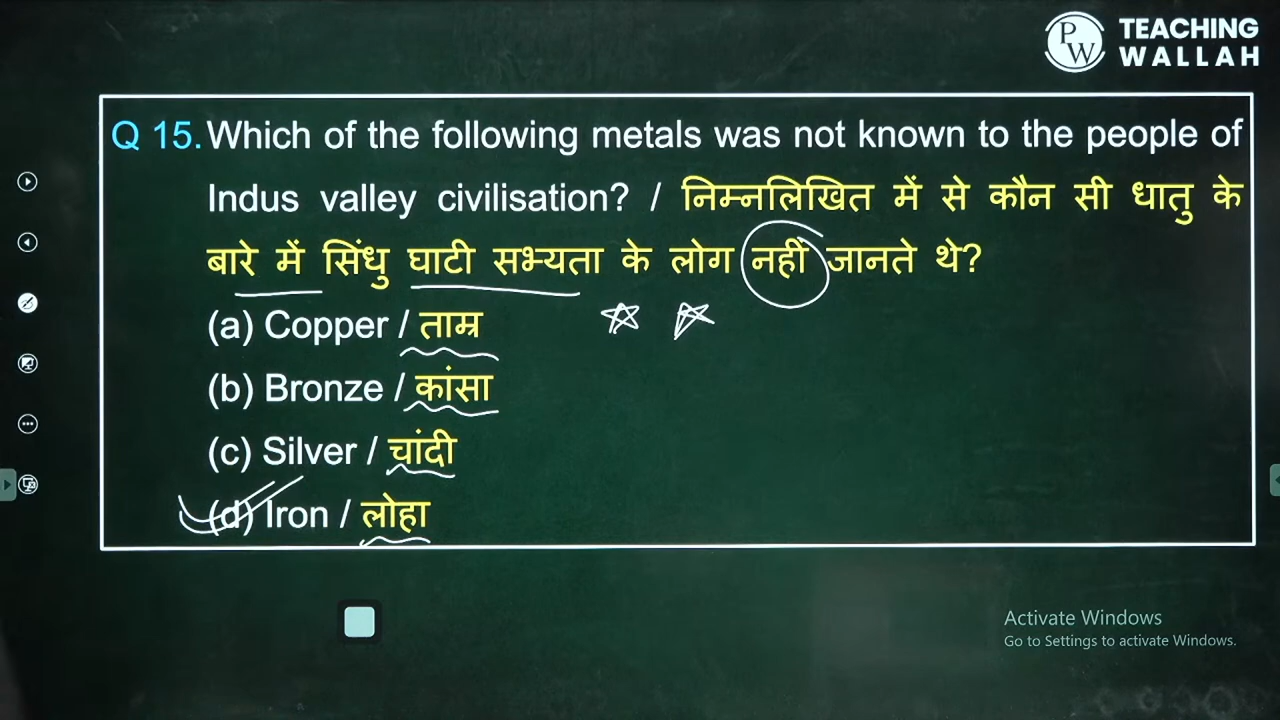 TEACHING
WALLAH
PW
Q 15. Which of the following metals was not known to the people of
Indus valley civilisation? / निम्नलिखित में से कौन सी धातु के
बारे में सिंधु घाटी सभ्यता के लोग नहीं जानते थे?
(a) Copper / ताम्र
(b) Bronze / कांसा
(c) Silver / चांदी
(d) Iron / लोहा
Activate Windows
Go to Settings to activate Windows.